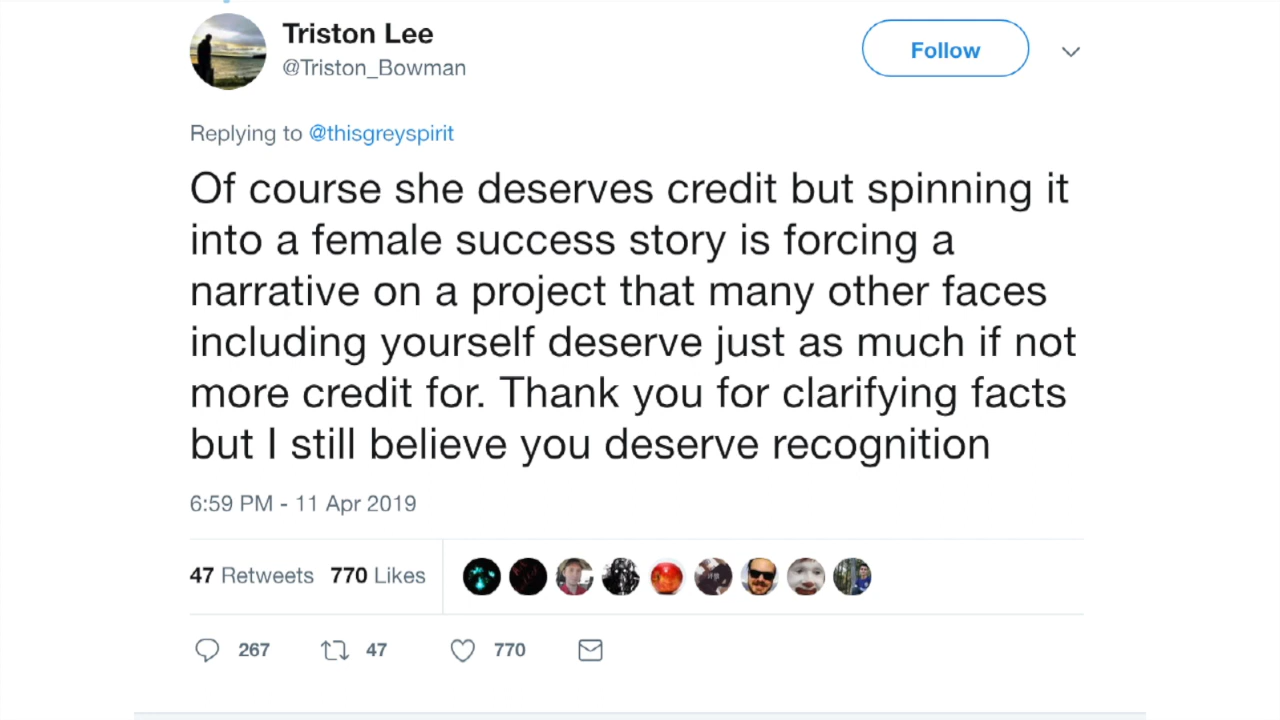 Triston Lee
@Triston_Bowman
Follow
Replying to @thisgreyspirit
Of course she deserves credit but spinning it
into a female success story is forcing a
narrative on a project that many other faces
including yourself deserve just as much if not
more credit for. Thank you for clarifying facts
but I still believe you deserve recognition
6:59 PM - 11 Apr 2019
47 Retweets 770 Likes
267 47 770